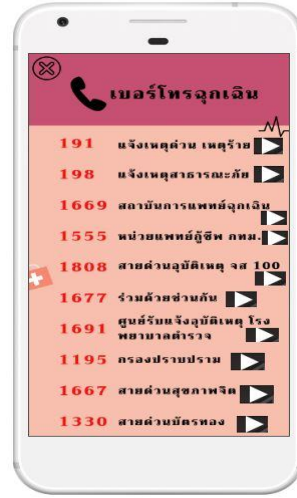 เบอร์โทรฉุกเฉิน
191 แจ้งเหตุด่วน เหตุร้าย
198 แจ้งเหตุสาธารณะภัย
1669 สถาบันการแพทย์ฉุกเฉิน
1555 หน่วยแพทย์กู้ชีพ กทม.
1808 สายด่วนอุบัติเหตุ จส 100
1677 ร่วมด้วยช่วนกัน
1691 ศูนย์รับแจ้งอุบัติเหตุ โรง
พยาบาลตำรวจ
1195 กรองปราบปราม
1667 สายด่วนสุขภาพจิต
1330 สายด่วนบัตรทอง